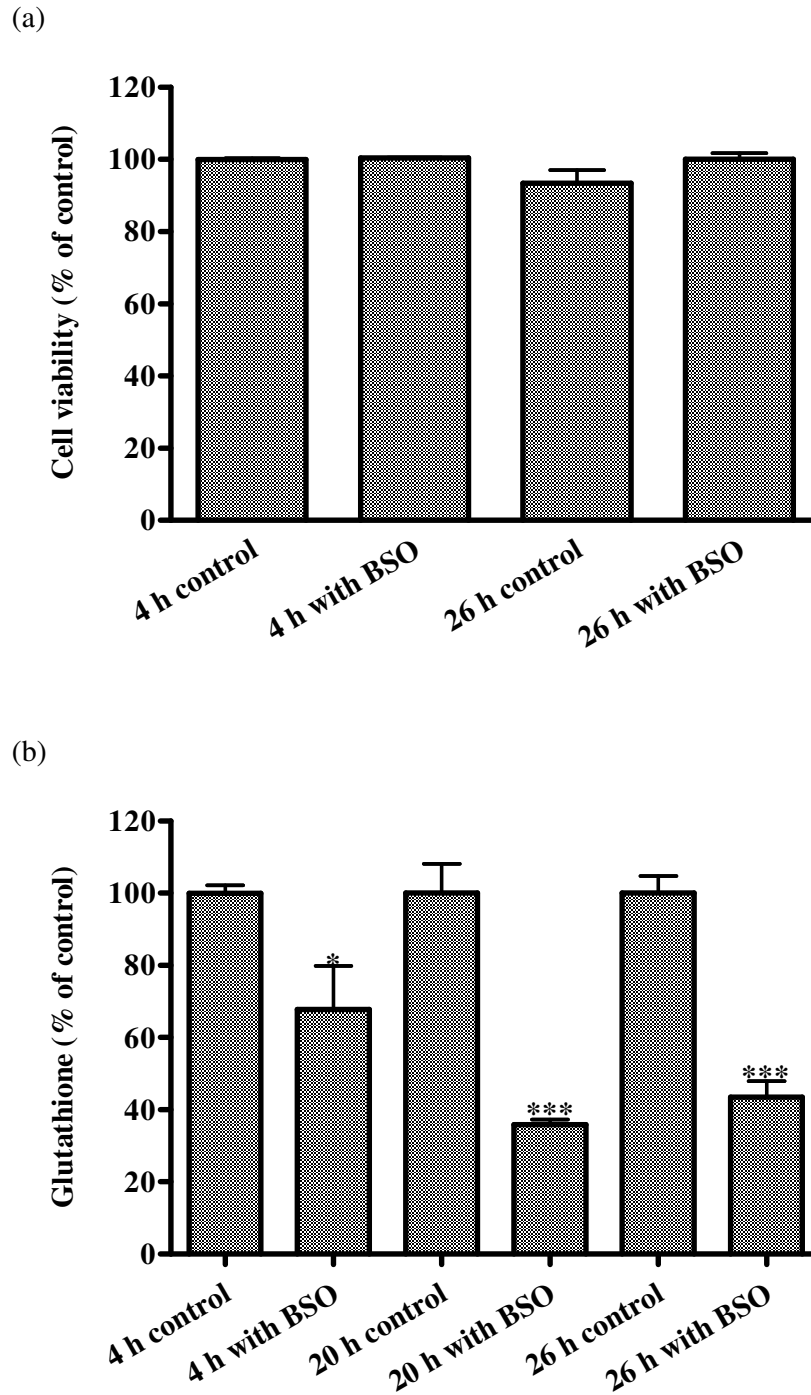 (a)
Cell viability (% of control)
120
100
80
60
40
20
0
4 h control
4 h with BSO
26 h control
26 h with BSO
(b)
Glutathione (% of control)
120
100
80
60
40
20
0
*
***
***
4 h control
4 h with BSO
20 h control
20 h with BSO
26 h control
26 h with BSO